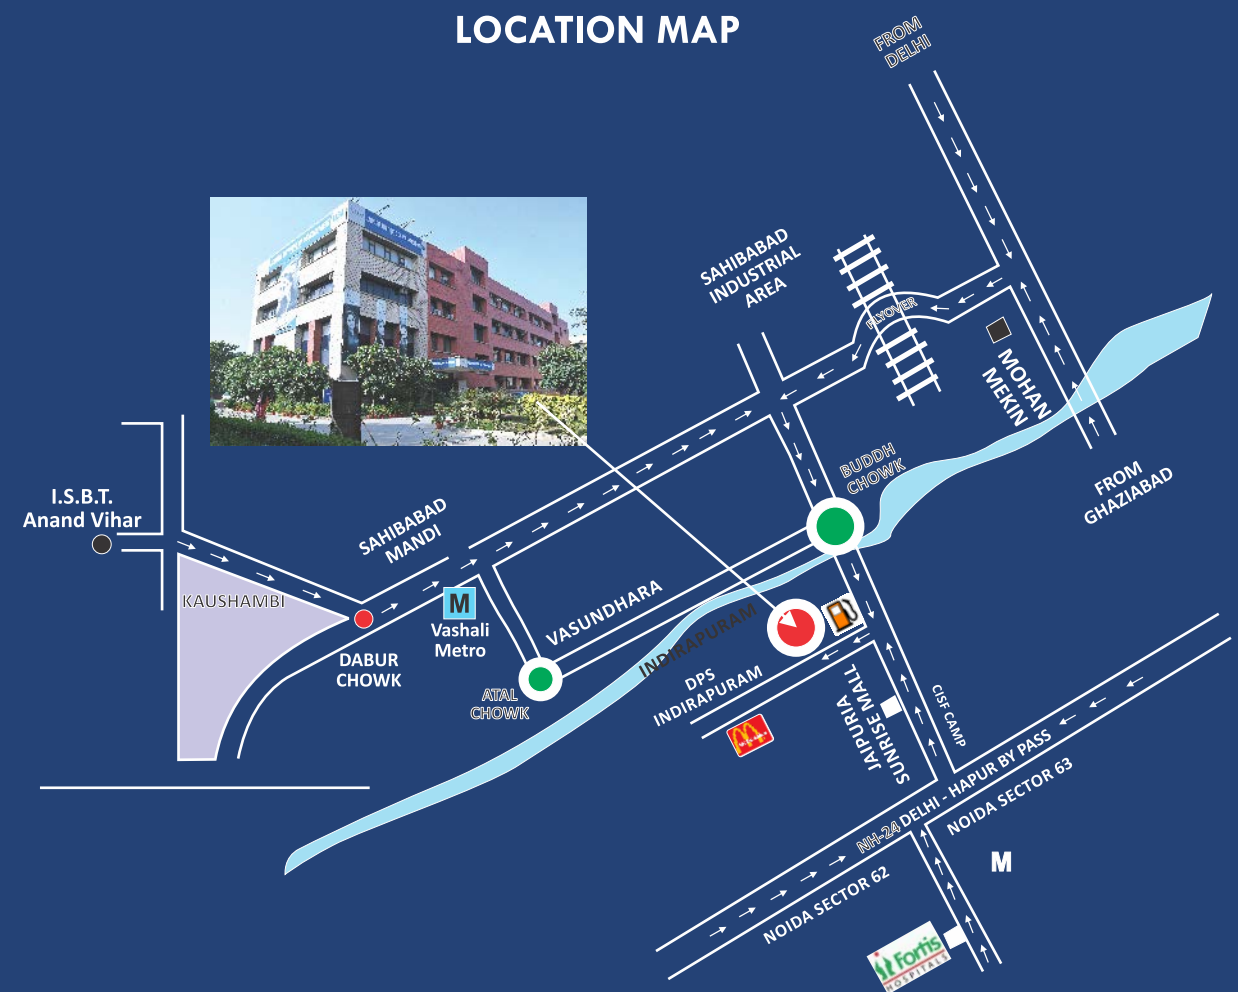 LOCATION MAP
FROM
DELHI
SAHIBABAD
INDUSTRIAL
AREA
FLYOVER
MOHAN
MEKIN
BUDDH
CHOWK
FROM
GHAZIABAD
I.S.B.T.
Anand Vihar
SAHIBABAD
MANDI
KAUSHAMBI
M
Vashali
Metro
DABUR
CHOWK
VASUNDHARA
ATAL
CHOWK
INDIRAPURAM
DPS
INDIRAPURAM
JAIPURIA
SUNRISE MALL
CISF CAMP
NH-24 DELHI - HAPUR BY PASS
NOIDA SECTOR 63
NOIDA SECTOR 62
M
Fortis
HOSPITALS